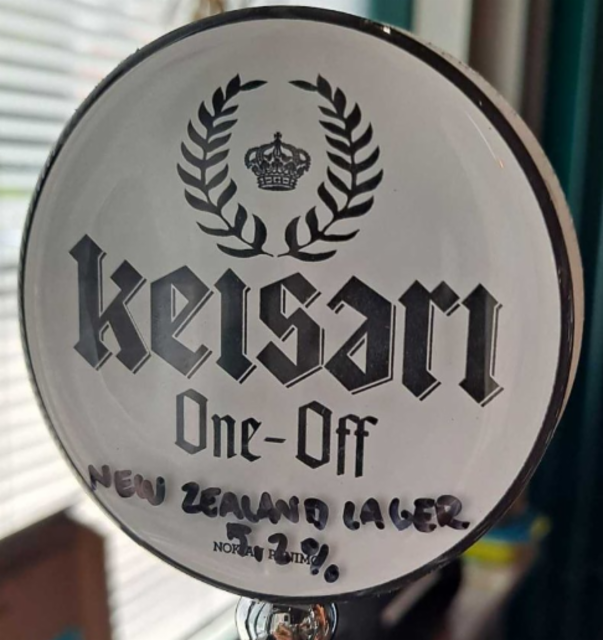 keisari
One-Off
NEW ZEALAND LAGER
5,2%